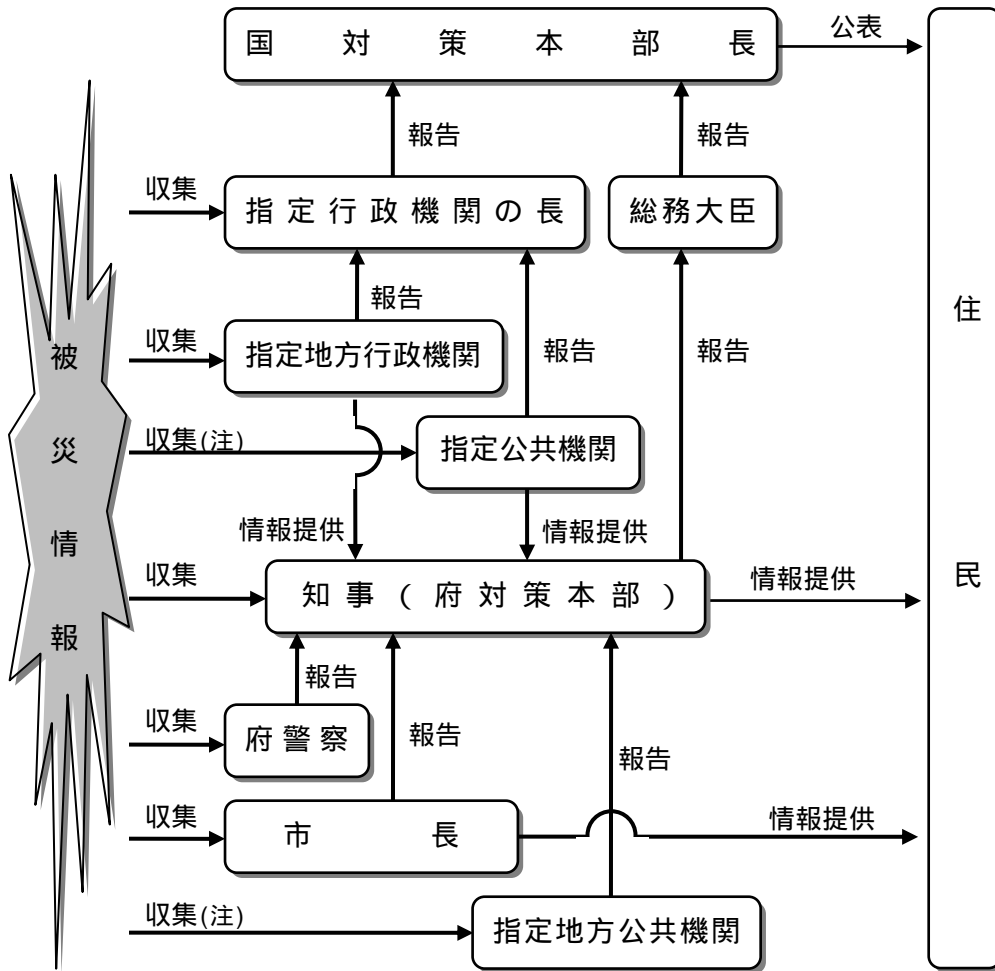 国対策本部長
公表
報告
報告
収集
指定行政機関の長
総務大臣
報告
収集
指定地方行政機関
報告
報告
住民
被災情報
収集(注)
指定公共機関
情報提供
情報提供
収集
知事(府対策本部)
情報提供
報告
収集
府警察
報告
報告
収集
市長
情報提供
収集(注)
指定地方公共機関